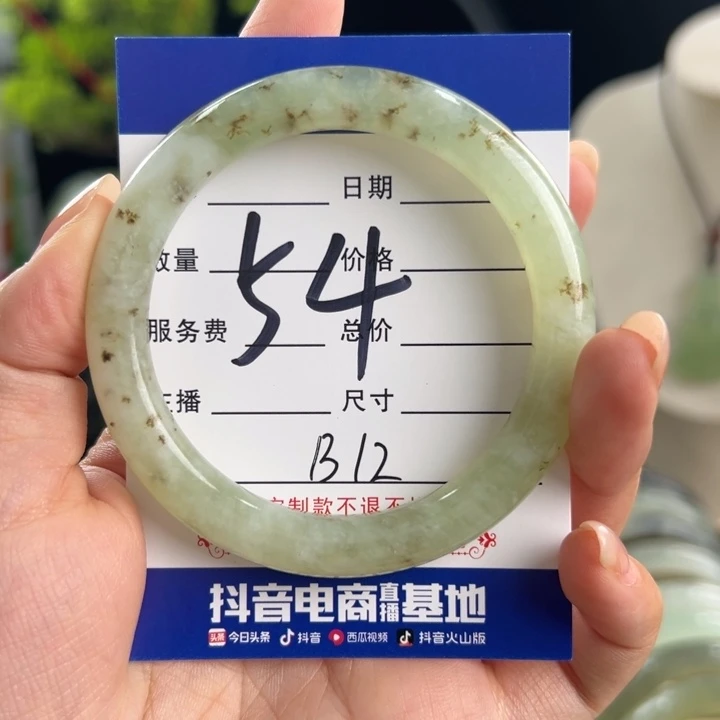 日期
数量 价格
54
服务费 总价
主播 尺寸
B12
定制款不退不
抖音电商直播基地
头条 今日头条 抖音 西瓜视频 抖音火山版